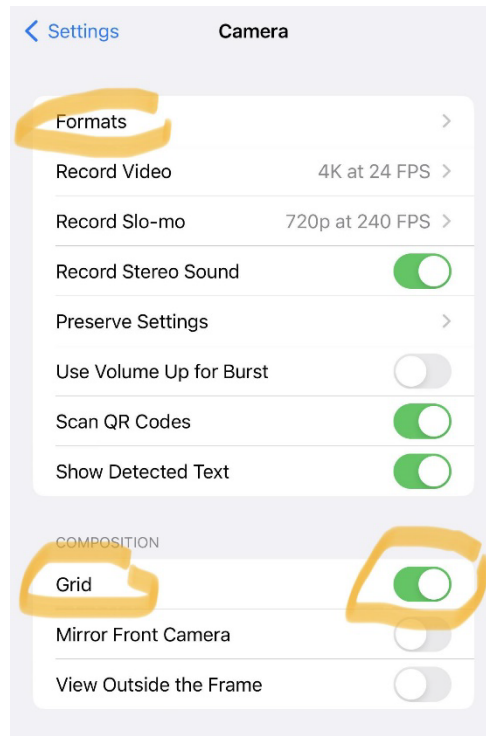 Settings Camera
Formats
Record Video 4K at 24 FPS
Record Slo-mo 720p at 240 FPS
Record Stereo Sound
Preserve Settings
Use Volume Up for Burst
Scan QR Codes
Show Detected Text
COMPOSITION
Grid
Mirror Front Camera
View Outside the Frame